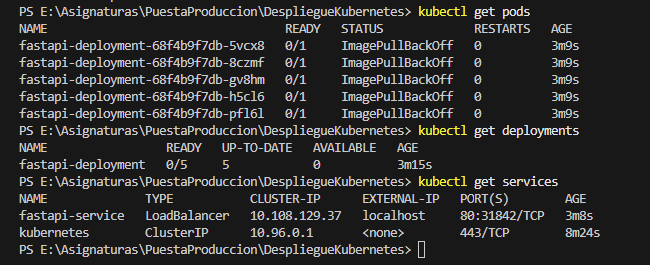 PS E:\Asignaturas\PuestaProduccion\DespliegueKubernetes> kubectl get pods
NAME READY STATUS RESTARTS AGE
fastapi-deployment-68f4b9f7db-5vcx8 0/1 ImagePullBackOff 0 3m9s
fastapi-deployment-68f4b9f7db-8czmf 0/1 ImagePullBackOff 0 3m9s
fastapi-deployment-68f4b9f7db-gv8hm 0/1 ImagePullBackOff 0 3m9s
fastapi-deployment-68f4b9f7db-h5cl6 0/1 ImagePullBackOff 0 3m9s
fastapi-deployment-68f4b9f7db-pfl6l 0/1 ImagePullBackOff 0 3m9s
PS E:\Asignaturas\PuestaProduccion\DespliegueKubernetes> kubectl get deployments
NAME READY UP-TO-DATE AVAILABLE AGE
fastapi-deployment 0/5 5 0 3m15s
PS E:\Asignaturas\PuestaProduccion\DespliegueKubernetes> kubectl get services
NAME TYPE CLUSTER-IP EXTERNAL-IP PORT(S) AGE
fastapi-service LoadBalancer 10.108.129.37 localhost 80:31842/TCP 3m8s
kubernetes ClusterIP 10.96.0.1 <none> 443/TCP 8m24s
PS E:\Asignaturas\PuestaProduccion\DespliegueKubernetes>